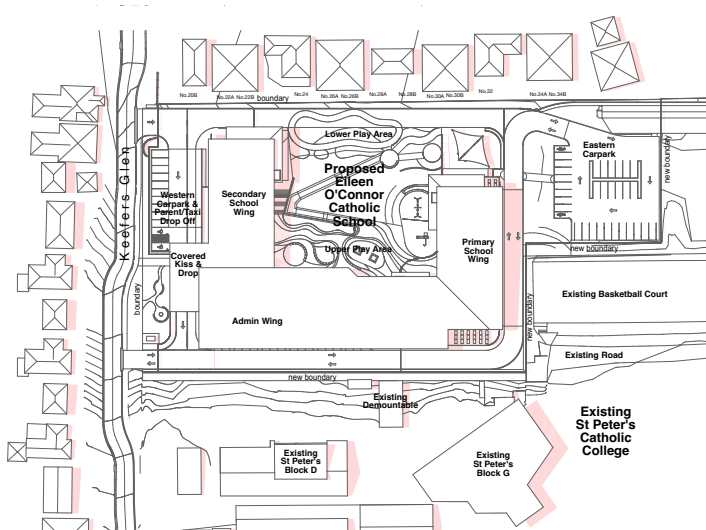 No.20B
No.22A No.22B
No.24
No.26A No.26B
No.28A
No.28B
No.30A No.30B
No.32
No.34A No.34B
boundary
Lower Play Area
Eastern
Carpark
new boundary
Keefers Glen
Proposed
Eileen
O'Connor
Catholic
School
Western
Carpark &
Parent/Taxi
Drop Off
Secondary
School
Wing
Upper Play Area
Primary
School
Wing
new boundary
Covered
Kiss &
Drop
boundary
Admin Wing
Existing Basketball Court
new boundary
Existing Road
new boundary
Existing
Demountable
Existing
St Peter's
Catholic
College
Existing
St Peter's
Block D
Existing
St Peter's
Block G